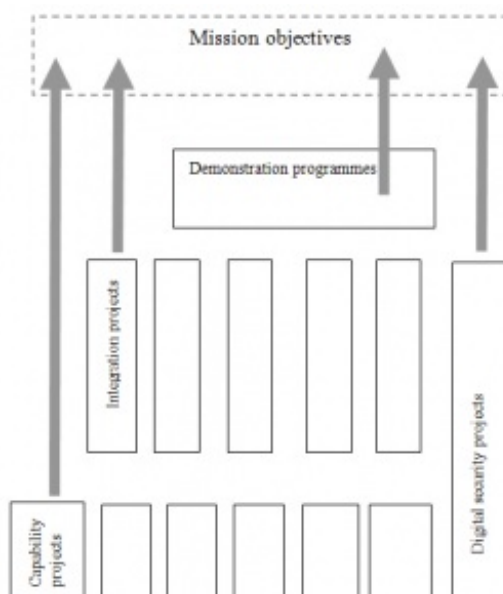 Mission objectives
Demonstration programmes
Integration projects
Digital security projects
Capability
projects